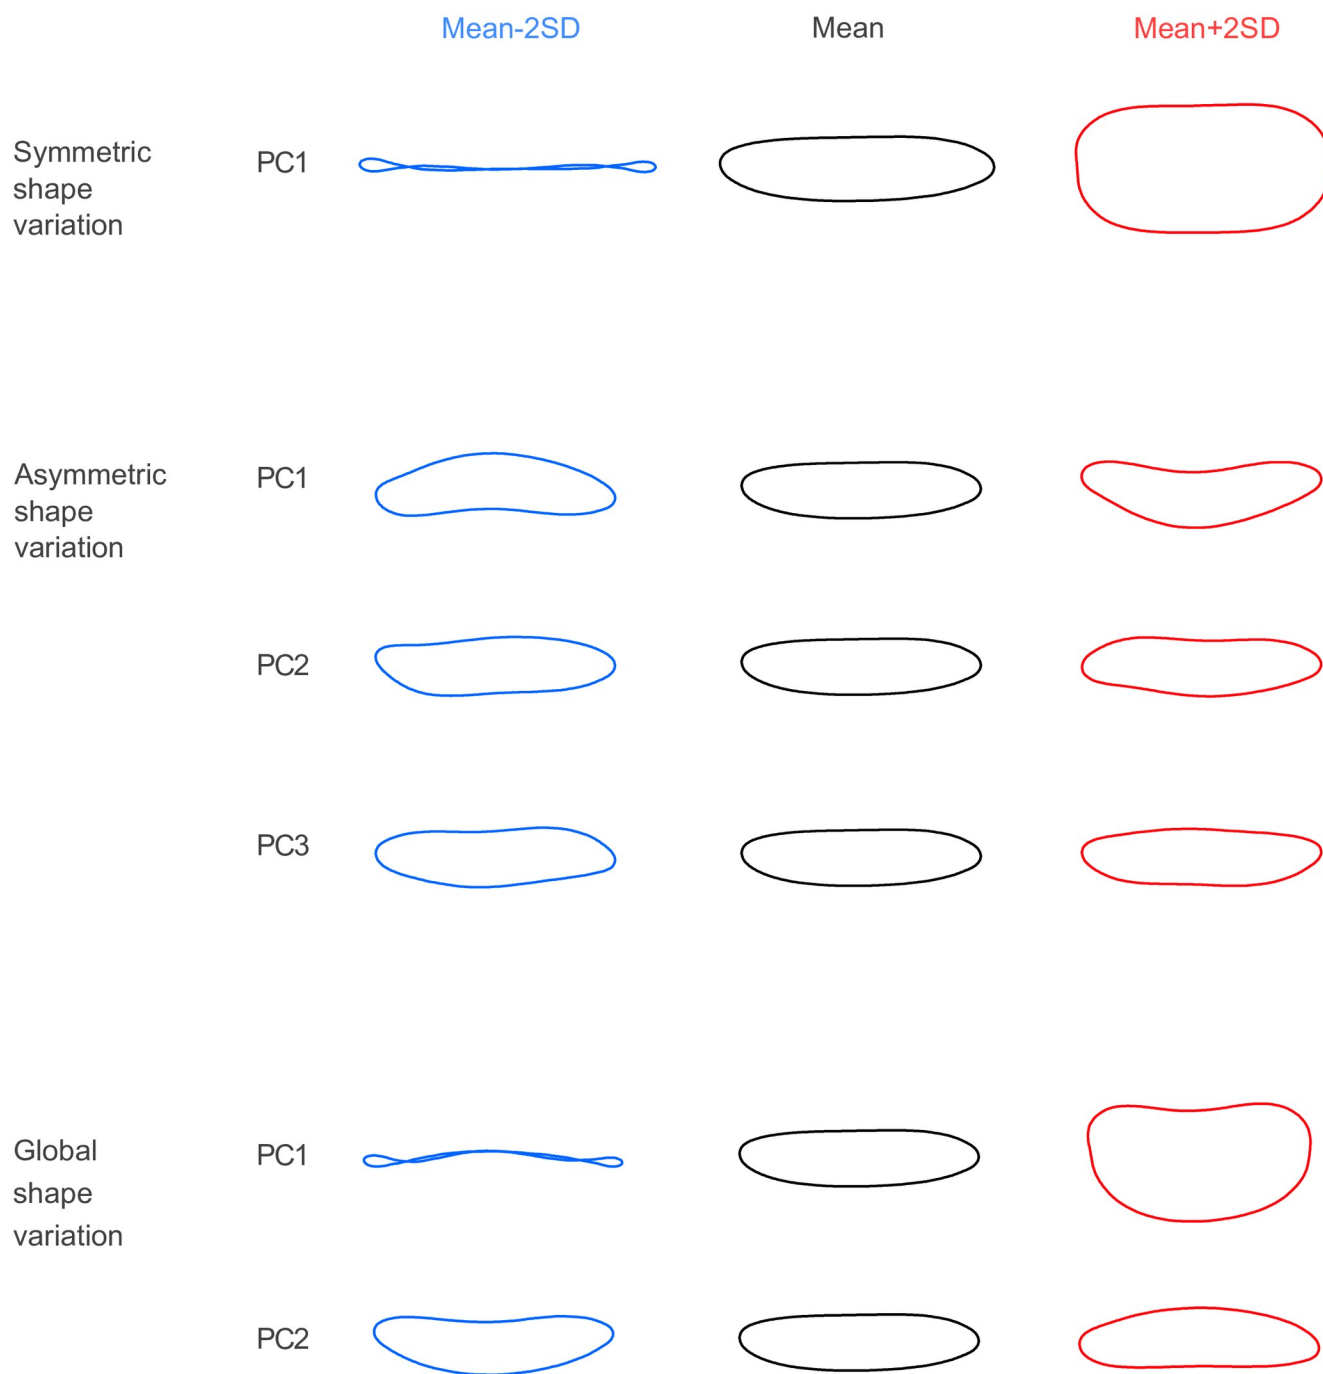 Mean-2SD Mean Mean+2SD
Symmetric
shape
variation
PC1
Asymmetric
shape
variation
PC1
PC2
PC3
Global
shape
variation
PC1
PC2